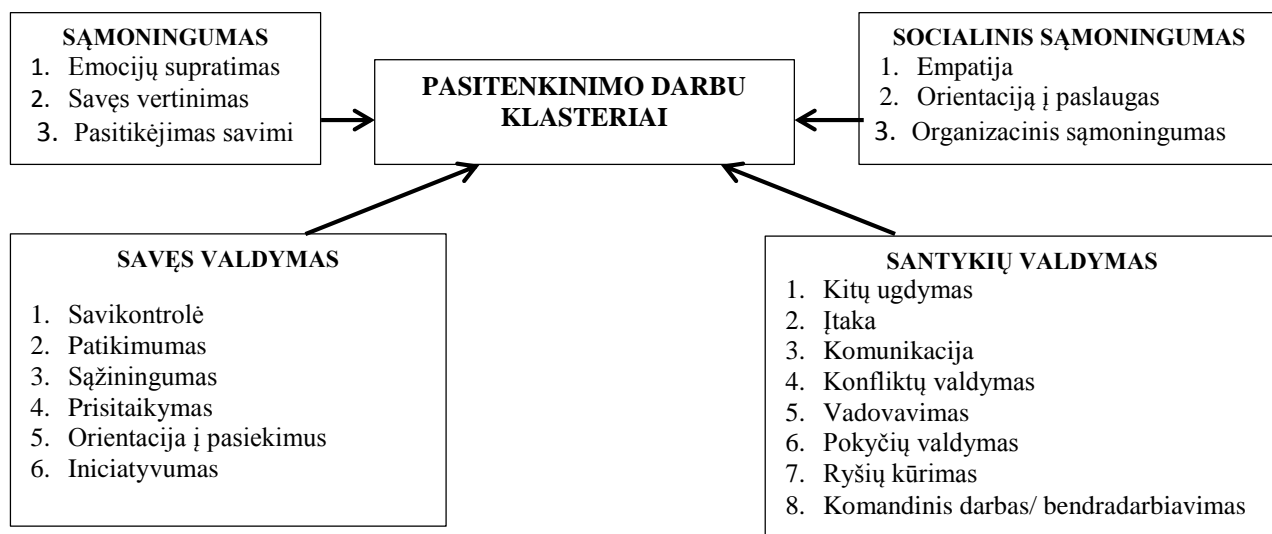 SĄMONINGUMAS
1. Emocijų supratimas
2. Savęs vertinimas
3. Pasitikėjimas savimi
PASITENKINIMO DARBU
KLASTERIAI
SOCIALINIS SĄMONINGUMAS
1. Empatija
2. Orientaciją į paslaugas
3. Organizacinis sąmoningumas
SAVĘS VALDYMAS
1. Savikontrolė
2. Patikimumas
3. Sąžiningumas
4. Prisitaikymas
5. Orientacija į pasiekimus
6. Iniciatyvumas
SANTYKIŲ VALDYMAS
1. Kitų ugdymas
2. Įtaka
3. Komunikacija
4. Konfliktų valdymas
5. Vadovavimas
6. Pokyčių valdymas
7. Ryšių kūrimas
8. Komandinis darbas/ bendradarbiavimas